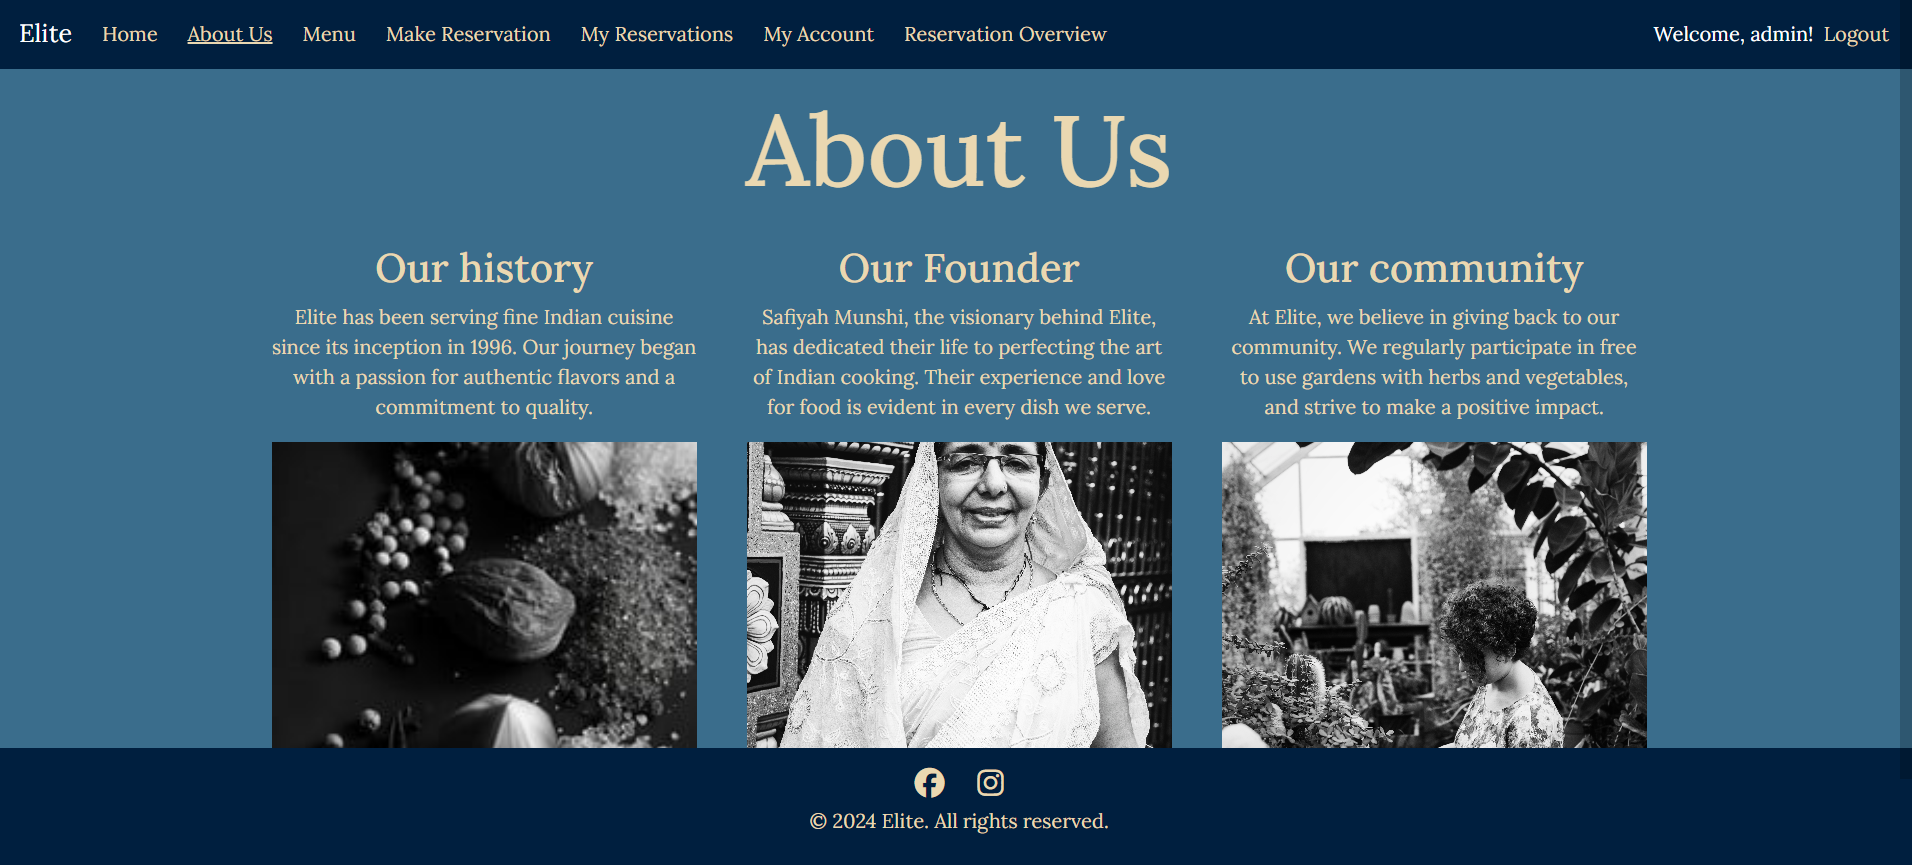 Elite Home About Us Menu Make Reservation My Reservations My Account Reservation Overview Welcome, admin! Logout
About Us
Our history
Elite has been serving fine Indian cuisine
since its inception in 1996. Our journey began
with a passion for authentic flavors and a
commitment to quality.
Our Founder
Safiyah Munshi, the visionary behind Elite,
has dedicated their life to perfecting the art
of Indian cooking. Their experience and love
for food is evident in every dish we serve.
Our community
At Elite, we believe in giving back to our
community. We regularly participate in free
to use gardens with herbs and vegetables,
and strive to make a positive impact.
© 2024 Elite. All rights reserved.